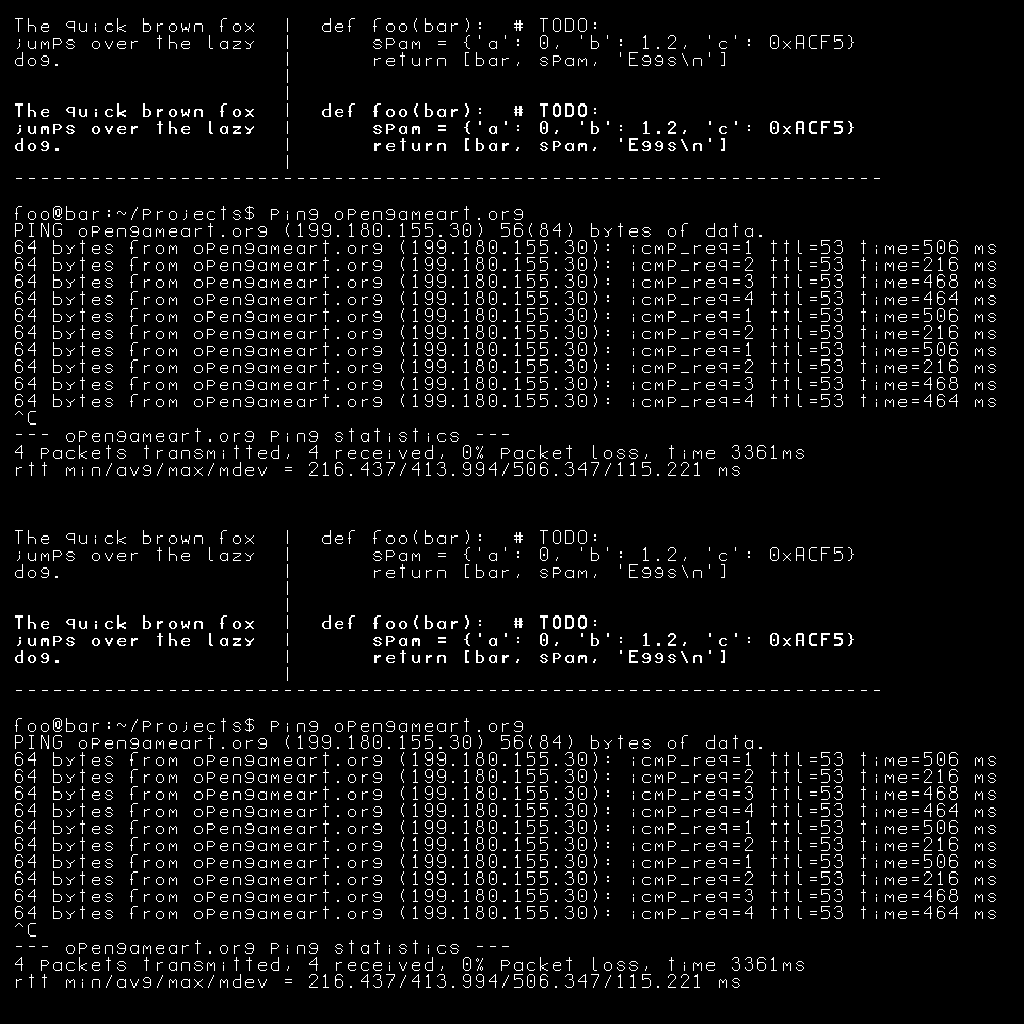 The quick brown fox | def foo(bar): # TODO:
jumps over the lazy | spam = {'a': 0, 'b': 1.2, 'c': 0xACF5}
dog. | return [bar, spam, 'Eggs\n']
|
|
The quick brown fox | def foo(bar): # TODO:
jumps over the lazy | spam = {'a': 0, 'b': 1.2, 'c': 0xACF5}
dog. | return [bar, spam, 'Eggs\n']
|
--------------------------------------------------------------------
foo@bar:~/Projects$ ping opengameart.org
PING opengameart.org (199.180.155.30) 56(84) bytes of data.
64 bytes from opengameart.org (199.180.155.30): icmp_req=1 ttl=53 time=506 ms
64 bytes from opengameart.org (199.180.155.30): icmp_req=2 ttl=53 time=216 ms
64 bytes from opengameart.org (199.180.155.30): icmp_req=3 ttl=53 time=468 ms
64 bytes from opengameart.org (199.180.155.30): icmp_req=4 ttl=53 time=464 ms
64 bytes from opengameart.org (199.180.155.30): icmp_req=1 ttl=53 time=506 ms
64 bytes from opengameart.org (199.180.155.30): icmp_req=2 ttl=53 time=216 ms
64 bytes from opengameart.org (199.180.155.30): icmp_req=1 ttl=53 time=506 ms
64 bytes from opengameart.org (199.180.155.30): icmp_req=2 ttl=53 time=216 ms
64 bytes from opengameart.org (199.180.155.30): icmp_req=3 ttl=53 time=468 ms
64 bytes from opengameart.org (199.180.155.30): icmp_req=4 ttl=53 time=464 ms
^C
--- opengameart.org ping statistics ---
4 packets transmitted, 4 received, 0% packet loss, time 3361ms
rtt min/avg/max/mdev = 216.437/413.994/506.347/115.221 ms
The quick brown fox | def foo(bar): # TODO:
jumps over the lazy | spam = {'a': 0, 'b': 1.2, 'c': 0xACF5}
dog. | return [bar, spam, 'Eggs\n']
|
|
The quick brown fox | def foo(bar): # TODO:
jumps over the lazy | spam = {'a': 0, 'b': 1.2, 'c': 0xACF5}
dog. | return [bar, spam, 'Eggs\n']
|
--------------------------------------------------------------------
foo@bar:~/Projects$ ping opengameart.org
PING opengameart.org (199.180.155.30) 56(84) bytes of data.
64 bytes from opengameart.org (199.180.155.30): icmp_req=1 ttl=53 time=506 ms
64 bytes from opengameart.org (199.180.155.30): icmp_req=2 ttl=53 time=216 ms
64 bytes from opengameart.org (199.180.155.30): icmp_req=3 ttl=53 time=468 ms
64 bytes from opengameart.org (199.180.155.30): icmp_req=4 ttl=53 time=464 ms
64 bytes from opengameart.org (199.180.155.30): icmp_req=1 ttl=53 time=506 ms
64 bytes from opengameart.org (199.180.155.30): icmp_req=2 ttl=53 time=216 ms
64 bytes from opengameart.org (199.180.155.30): icmp_req=1 ttl=53 time=506 ms
64 bytes from opengameart.org (199.180.155.30): icmp_req=2 ttl=53 time=216 ms
64 bytes from opengameart.org (199.180.155.30): icmp_req=3 ttl=53 time=468 ms
64 bytes from opengameart.org (199.180.155.30): icmp_req=4 ttl=53 time=464 ms
^C
--- opengameart.org ping statistics ---
4 packets transmitted, 4 received, 0% packet loss, time 3361ms
rtt min/avg/max/mdev = 216.437/413.994/506.347/115.221 ms